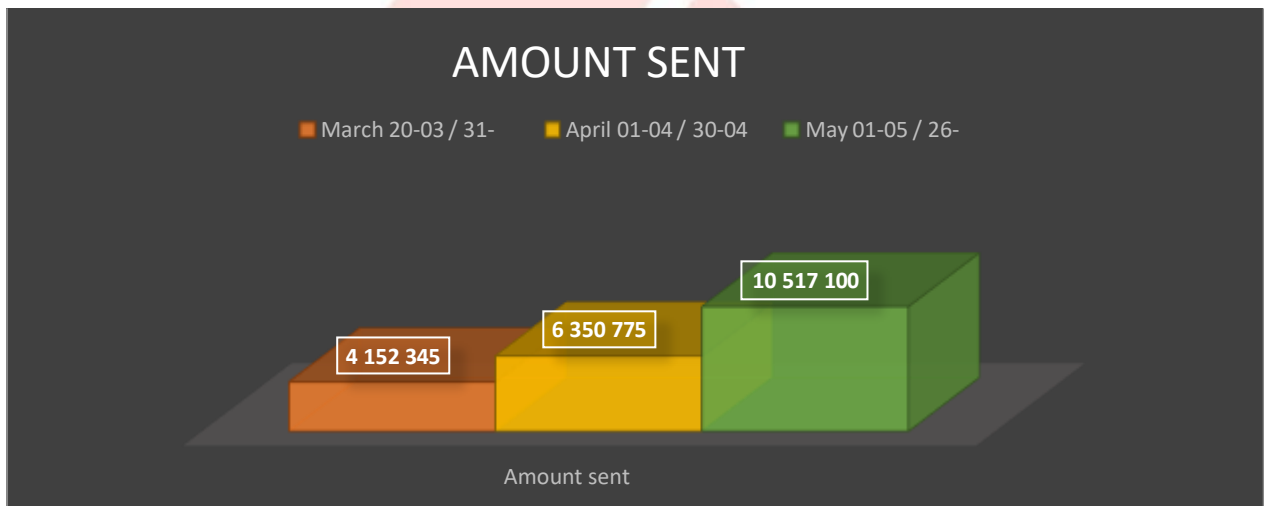 AMOUNT SENT
March 20-03 / 31-
April 01-04 / 30-04
May 01-05 / 26-
10 517 100
6 350 775
4 152 345
Amount sent